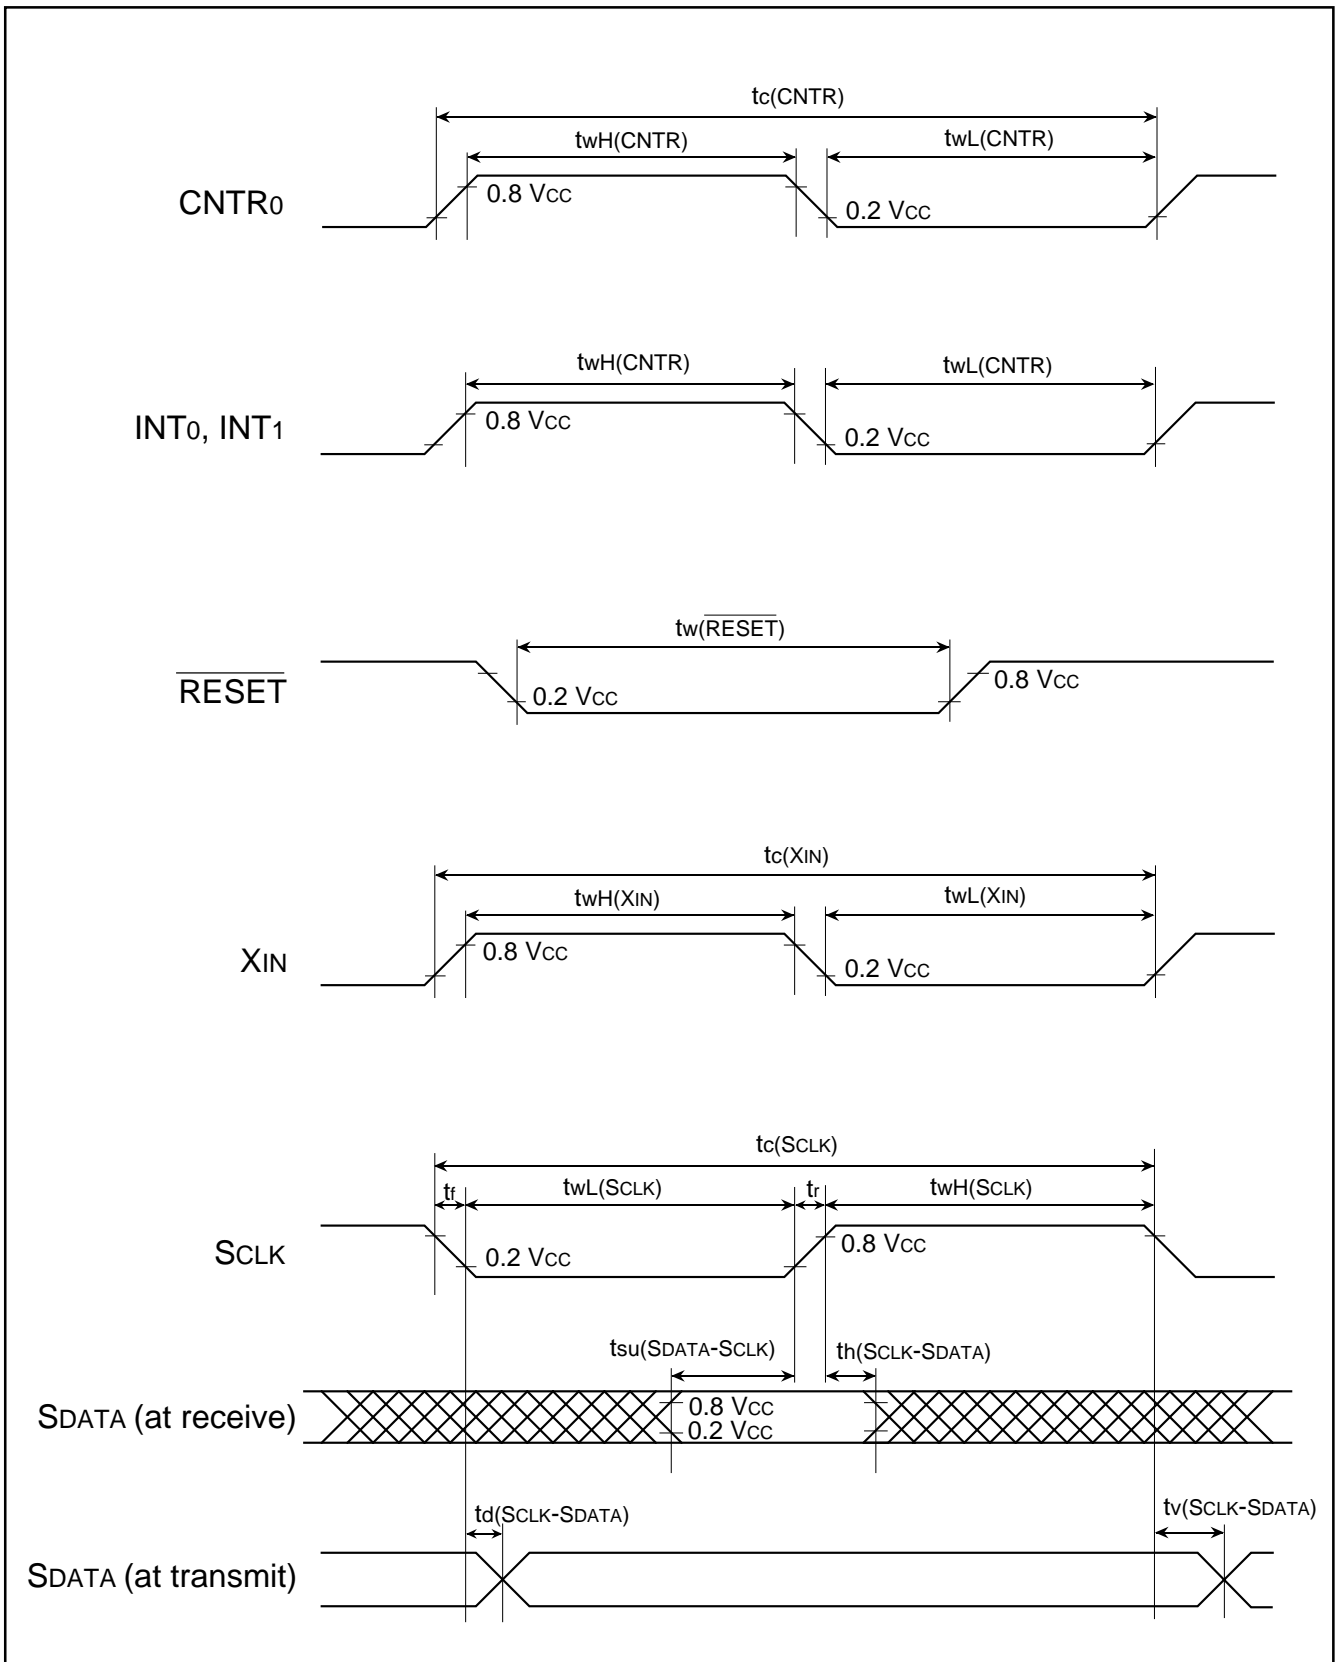 tc(CNTR)
twH(CNTR)
twL(CNTR)
CNTR0
0.8 VCC
0.2 VCC
twH(CNTR)
twL(CNTR)
INT0, INT1
0.8 VCC
0.2 VCC
tw(R̅E̅S̅E̅T̅)
R̅E̅S̅E̅T̅
0.2 VCC
0.8 VCC
tc(XIN)
twH(XIN)
twL(XIN)
XIN
0.8 VCC
0.2 VCC
tc(SCLK)
tf
twL(SCLK)
tr
twH(SCLK)
SCLK
0.2 VCC
0.8 VCC
tsu(SDATA-SCLK)
th(SCLK-SDATA)
SDATA (at receive)
0.8 VCC
0.2 VCC
td(SCLK-SDATA)
tv(SCLK-SDATA)
SDATA (at transmit)